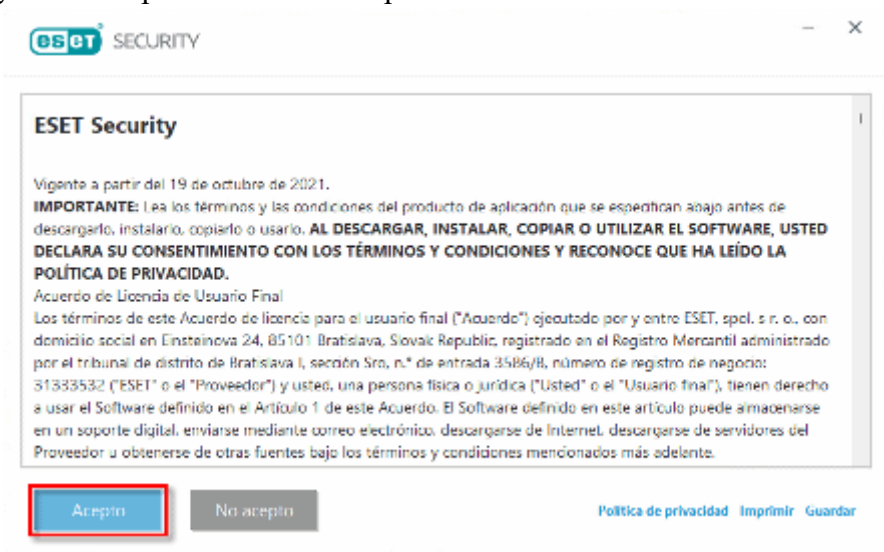 eset SECURITY
ESET Security
Vigente a partir del 19 de octubre de 2021.
IMPORTANTE: Lea los términos y las condiciones del producto de aplicación que se especifican abajo antes de
descargarlo, instalarlo, copiarlo o usarlo. AL DESCARGAR, INSTALAR, COPIAR O UTILIZAR EL SOFTWARE, USTED
DECLARA SU CONSENTIMIENTO CON LOS TÉRMINOS Y CONDICIONES Y RECONOCE QUE HA LEÍDO LA
POLÍTICA DE PRIVACIDAD.
Acuerdo de Licencia de Usuario Final
Los términos de este Acuerdo de licencia para el usuario final ("Acuerdo") ejecutado por y entre ESET, spol. s r. o., con
domicilio social en Einsteinova 24, 85101 Bratislava, Slovak Republic, registrado en el Registro Mercantil administrado
por el tribunal de distrito de Bratislava I, sección Sro, n.° de entrada 3586/B, número de registro de negocio:
31333532 ("ESET" o el "Proveedor") y usted, una persona física o jurídica ("Usted" o el "Usuario final"), tienen derecho
a usar el Software definido en el Artículo 1 de este Acuerdo. El Software definido en este artículo puede almacenarse
en un soporte digital, enviarse mediante correo electrónico, descargarse de Internet, descargarse de servidores del
Proveedor u obtenerse de otras fuentes bajo los términos y condiciones mencionados más adelante.
Acepto No acepto Política de privacidad Imprimir Guardar